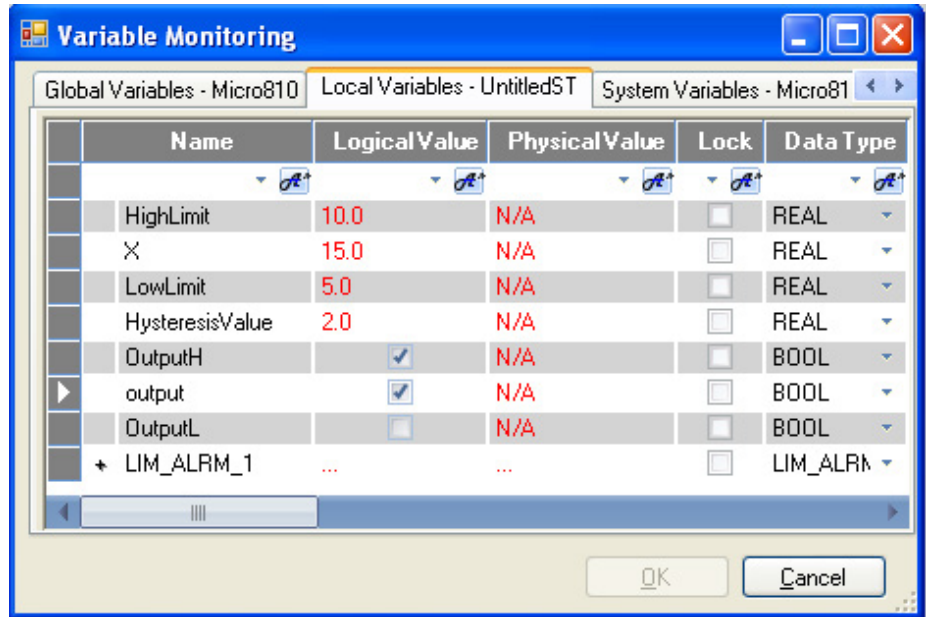 Variable Monitoring
Global Variables - Micro810 Local Variables - UntitledST System Variables - Micro81
Name Logical Value Physical Value Lock Data Type
HighLimit 10.0 N/A REAL
X 15.0 N/A REAL
LowLimit 5.0 N/A REAL
HysteresisValue 2.0 N/A REAL
OutputH N/A BOOL
output N/A BOOL
OutputL N/A BOOL
+ LIM_ALRM_1 ... ... LIM_ALRM
OK Cancel